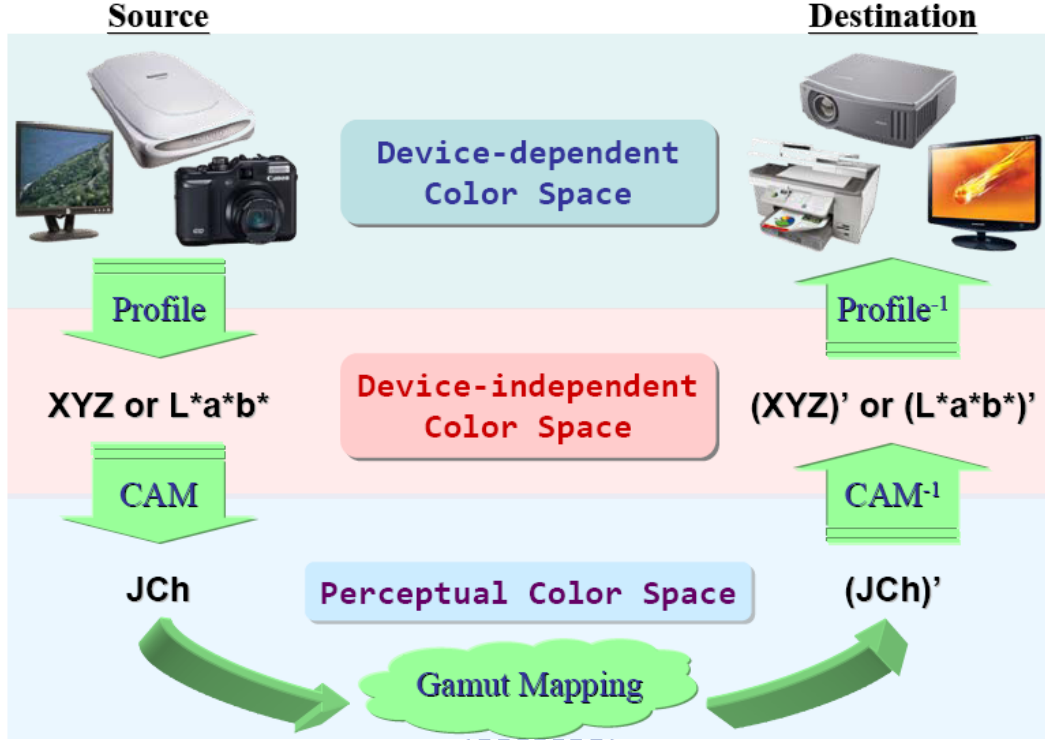 Source
Destination
Device-dependent
Color Space
Canon
Profile
Profile-1
XYZ or L*a*b*
Device-independent
Color Space
(XYZ)’ or (L*a*b*)’
CAM
CAM-1
JCh
Perceptual Color Space
(JCh)’
Gamut Mapping